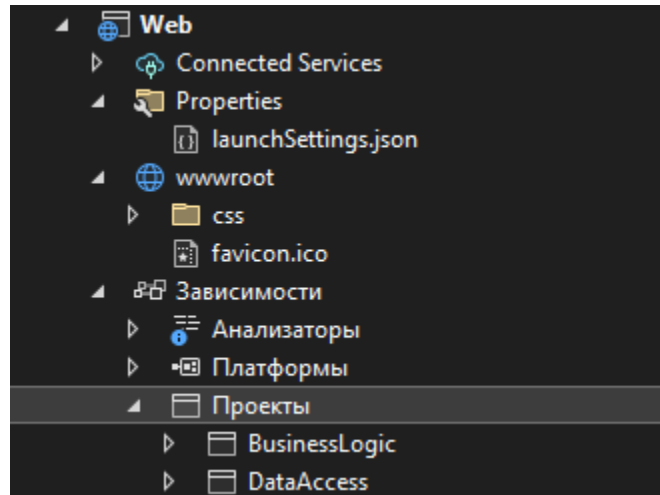 Web
Connected Services
Properties
launchSettings.json
wwwroot
css
favicon.ico
Зависимости
Анализаторы
Платформы
Проекты
BusinessLogic
DataAccess